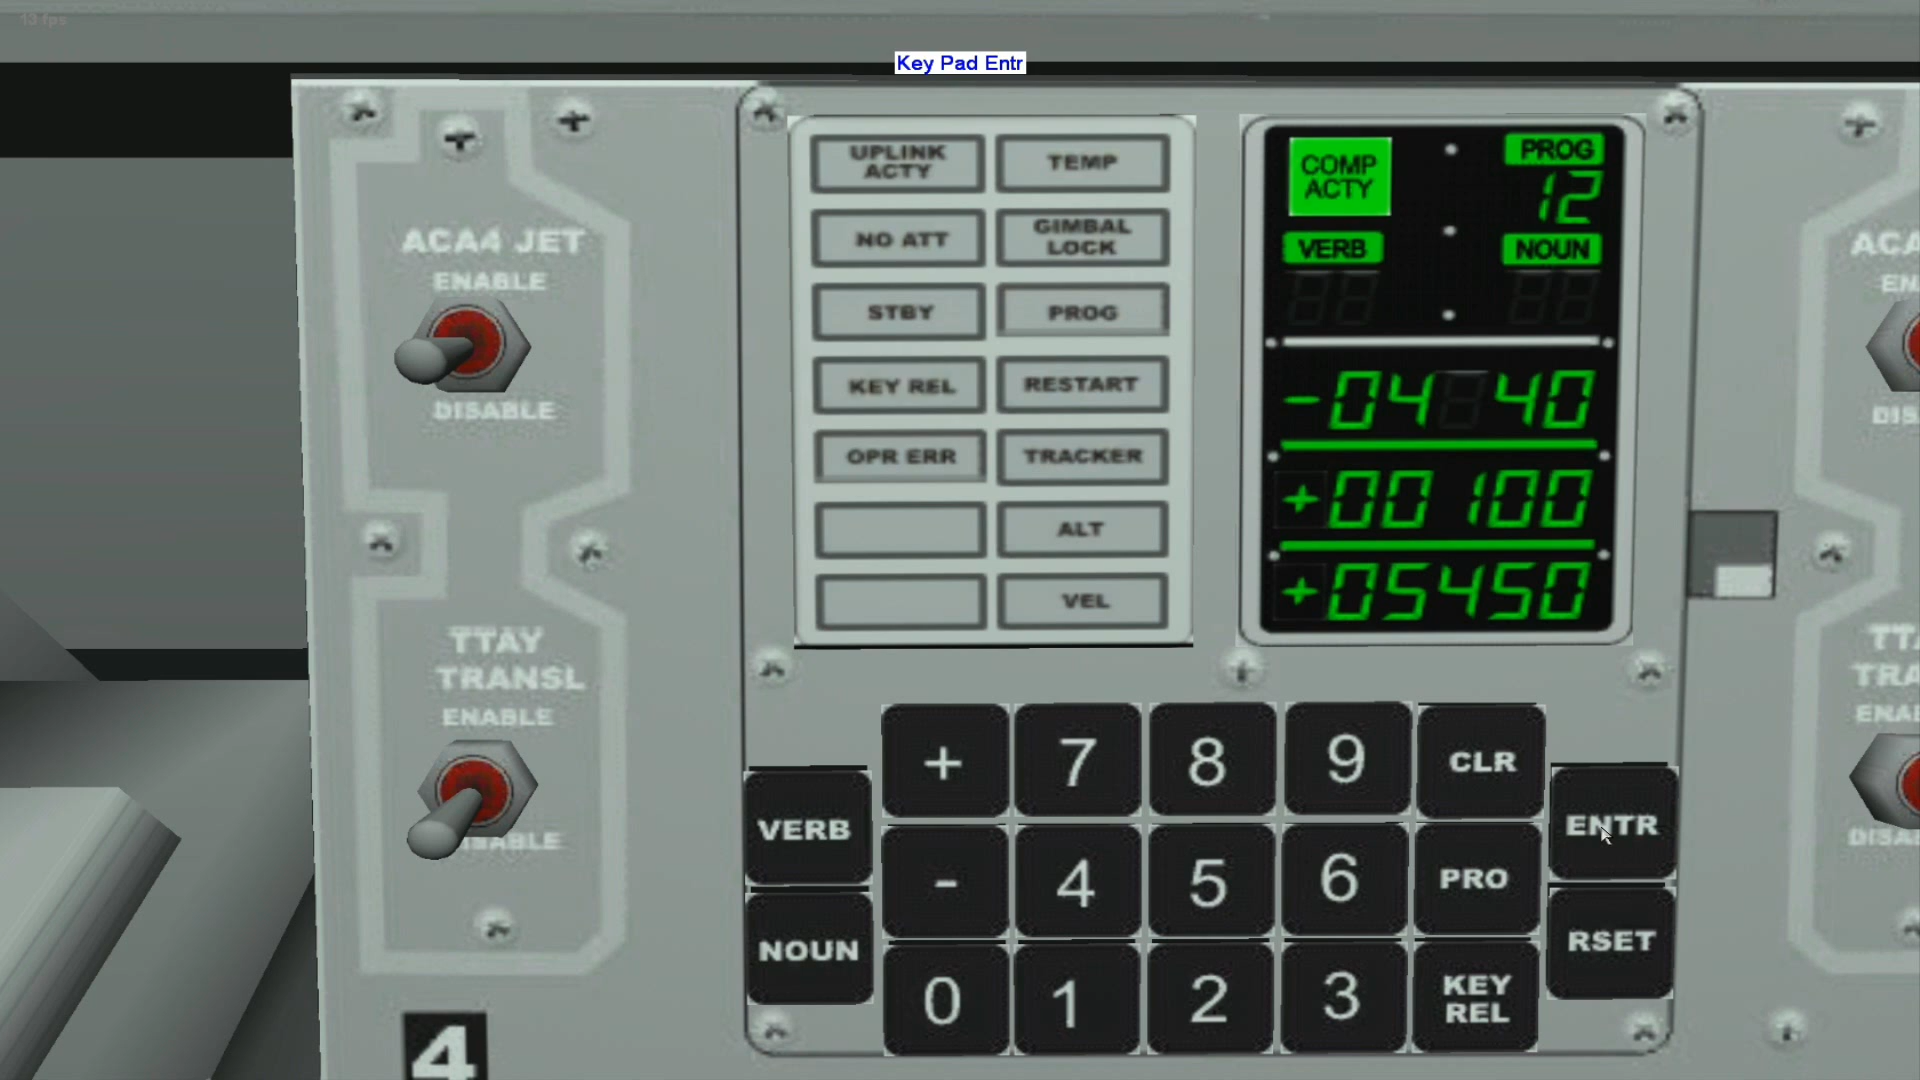 13 fps
Key Pad Entr
ACA4 JET
ENABLE
DISABLE
TTAY
TRANSL
ENABLE
4
UPLINK
ACTY
TEMP
NO ATT
GIMBAL
LOCK
STBY
PROG
KEY REL
RESTART
OPR ERR
TRACKER
ALT
VEL
COMP
ACTY
PROG
12
VERB
NOUN
-04 40
+00100
+05450
+
7
8
9
CLR
VERB
ENTR
-
4
5
6
PRO
NOUN
RSET
0
1
2
3
KEY
REL